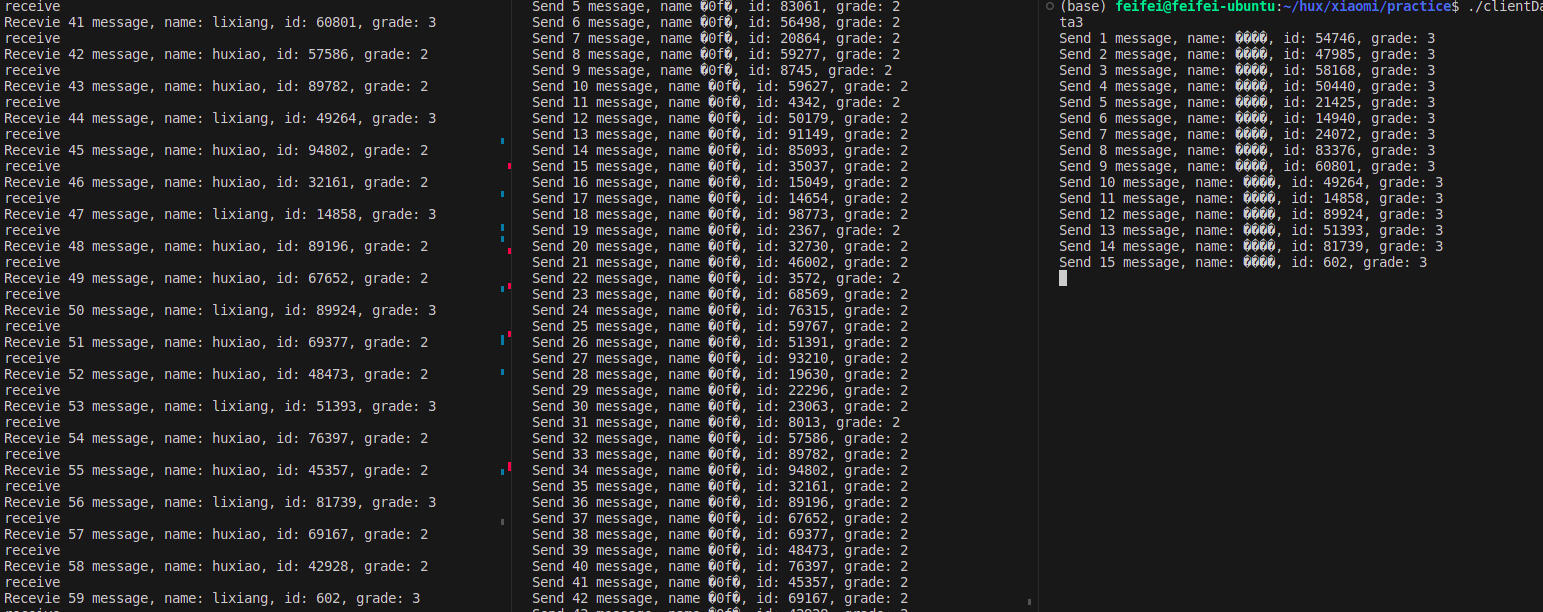 receive
Recevie 41 message, name: lixiang, id: 60801, grade: 3
receive
Recevie 42 message, name: huxiao, id: 57586, grade: 2
receive
Recevie 43 message, name: huxiao, id: 89782, grade: 2
receive
Recevie 44 message, name: lixiang, id: 49264, grade: 3
receive
Recevie 45 message, name: huxiao, id: 94802, grade: 2
receive
Recevie 46 message, name: huxiao, id: 32161, grade: 2
receive
Recevie 47 message, name: lixiang, id: 14858, grade: 3
receive
Recevie 48 message, name: huxiao, id: 89196, grade: 2
receive
Recevie 49 message, name: huxiao, id: 67652, grade: 2
receive
Recevie 50 message, name: lixiang, id: 89924, grade: 3
receive
Recevie 51 message, name: huxiao, id: 69377, grade: 2
receive
Recevie 52 message, name: huxiao, id: 48473, grade: 2
receive
Recevie 53 message, name: lixiang, id: 51393, grade: 3
receive
Recevie 54 message, name: huxiao, id: 76397, grade: 2
receive
Recevie 55 message, name: huxiao, id: 45357, grade: 2
receive
Recevie 56 message, name: lixiang, id: 81739, grade: 3
receive
Recevie 57 message, name: huxiao, id: 69167, grade: 2
receive
Recevie 58 message, name: huxiao, id: 42928, grade: 2
receive
Recevie 59 message, name: lixiang, id: 602, grade: 3
Send 5 message, name �0f�, id: 83061, grade: 2
Send 6 message, name �0f�, id: 56498, grade: 2
Send 7 message, name �0f�, id: 20864, grade: 2
Send 8 message, name �0f�, id: 59277, grade: 2
Send 9 message, name �0f�, id: 8745, grade: 2
Send 10 message, name �0f�, id: 59627, grade: 2
Send 11 message, name �0f�, id: 4342, grade: 2
Send 12 message, name �0f�, id: 50179, grade: 2
Send 13 message, name �0f�, id: 91149, grade: 2
Send 14 message, name �0f�, id: 85093, grade: 2
Send 15 message, name �0f�, id: 35037, grade: 2
Send 16 message, name �0f�, id: 15049, grade: 2
Send 17 message, name �0f�, id: 14654, grade: 2
Send 18 message, name �0f�, id: 98773, grade: 2
Send 19 message, name �0f�, id: 2367, grade: 2
Send 20 message, name �0f�, id: 32730, grade: 2
Send 21 message, name �0f�, id: 46002, grade: 2
Send 22 message, name �0f�, id: 3572, grade: 2
Send 23 message, name �0f�, id: 68569, grade: 2
Send 24 message, name �0f�, id: 76315, grade: 2
Send 25 message, name �0f�, id: 59767, grade: 2
Send 26 message, name �0f�, id: 51391, grade: 2
Send 27 message, name �0f�, id: 93210, grade: 2
Send 28 message, name �0f�, id: 19630, grade: 2
Send 29 message, name �0f�, id: 22296, grade: 2
Send 30 message, name �0f�, id: 23063, grade: 2
Send 31 message, name �0f�, id: 8013, grade: 2
Send 32 message, name �0f�, id: 57586, grade: 2
Send 33 message, name �0f�, id: 89782, grade: 2
Send 34 message, name �0f�, id: 94802, grade: 2
Send 35 message, name �0f�, id: 32161, grade: 2
Send 36 message, name �0f�, id: 89196, grade: 2
Send 37 message, name �0f�, id: 67652, grade: 2
Send 38 message, name �0f�, id: 69377, grade: 2
Send 39 message, name �0f�, id: 48473, grade: 2
Send 40 message, name �0f�, id: 76397, grade: 2
Send 41 message, name �0f�, id: 45357, grade: 2
Send 42 message, name �0f�, id: 69167, grade: 2
(base) feifei@feifei-ubuntu:~/hux/xiaomi/practice$ ./clientDa
ta3
Send 1 message, name: ����, id: 54746, grade: 3
Send 2 message, name: ����, id: 47985, grade: 3
Send 3 message, name: ����, id: 58168, grade: 3
Send 4 message, name: ����, id: 50440, grade: 3
Send 5 message, name: ����, id: 21425, grade: 3
Send 6 message, name: ����, id: 14940, grade: 3
Send 7 message, name: ����, id: 24072, grade: 3
Send 8 message, name: ����, id: 83376, grade: 3
Send 9 message, name: ����, id: 60801, grade: 3
Send 10 message, name: ����, id: 49264, grade: 3
Send 11 message, name: ����, id: 14858, grade: 3
Send 12 message, name: ����, id: 89924, grade: 3
Send 13 message, name: ����, id: 51393, grade: 3
Send 14 message, name: ����, id: 81739, grade: 3
Send 15 message, name: ����, id: 602, grade: 3